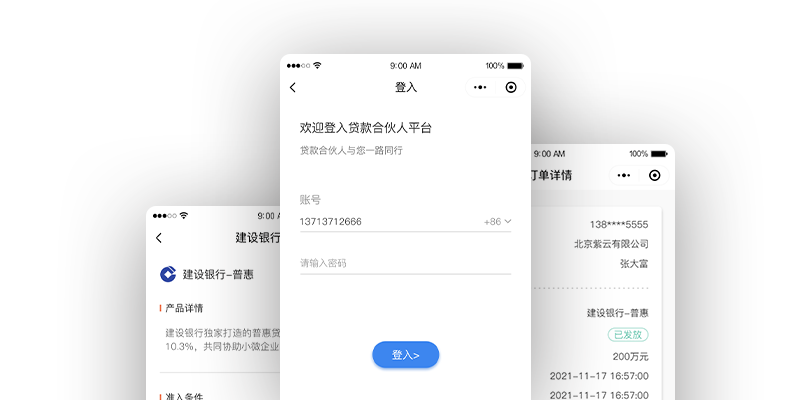 9:00 AM
100%
登入
欢迎登入贷款合伙人平台
贷款合伙人与您一路同行
账号
13713712666
+86
请输入密码
登入>
9:00 A
建设银行
建设银行-普惠
产品详情
建设银行独家打造的普惠贷
10.3%，共同协助小微企业
准入条件
9:00 AM
100%
订单详情
138****5555
北京紫云有限公司
张大富
建设银行-普惠
已发放
200万元
2021-11-17 16:57:00
2021-11-17 16:57:00